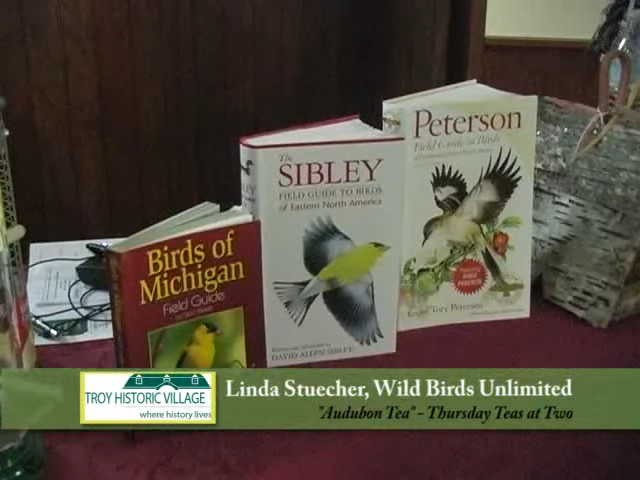 Birds of
Michigan
Field Guide
The
SIBLEY
FIELD GUIDE TO BIRDS
of Eastern North America
DAVID ALLEN SIBLEY
Peterson
Field Guide to Birds
Roger Tory Peterson
TROY HISTORIC VILLAGE
where history lives
Linda Stuecher, Wild Birds Unlimited
"Audubon Tea" - Thursday Teas at Two